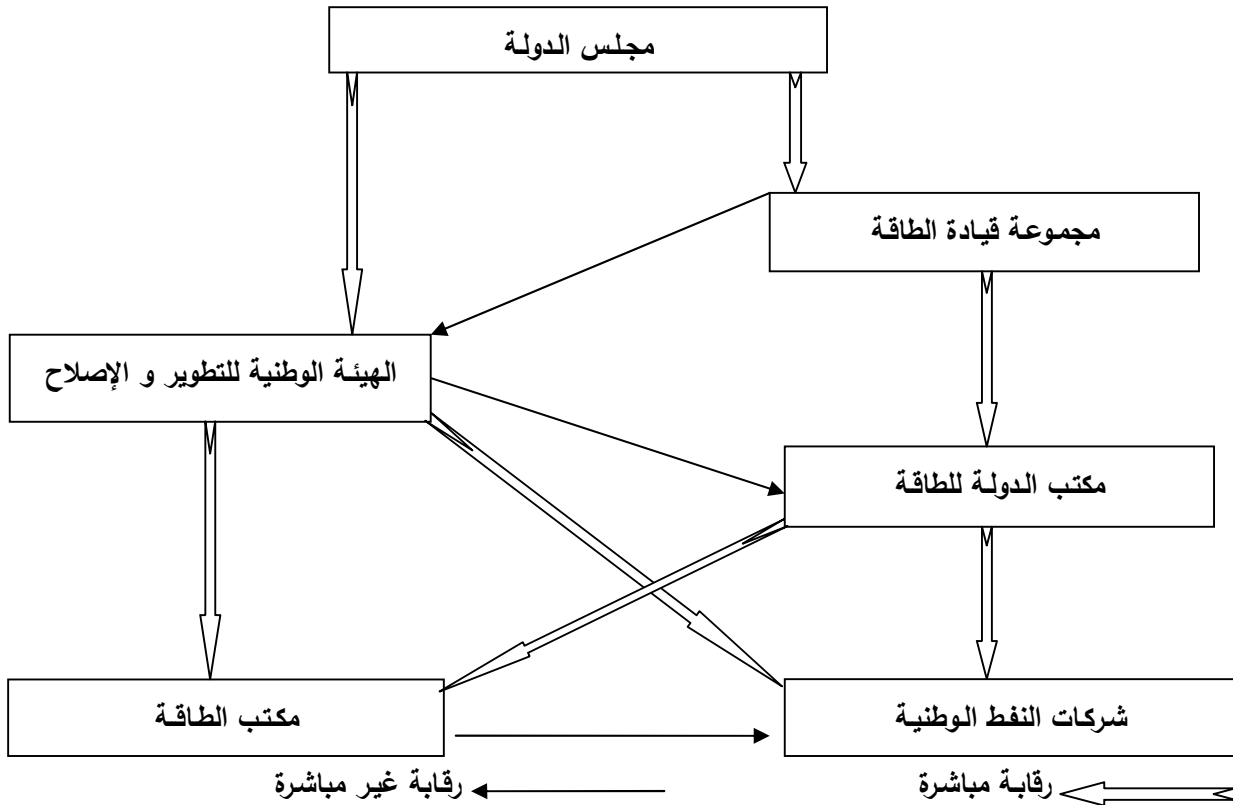 مجلس الدولة
مجموعة قيادة الطاقة
الهيئة الوطنية للتطوير و الإصلاح
مكتب الدولة للطاقة
شركات النفط الوطنية
مكتب الطاقة
رقابة مباشرة
رقابة غير مباشرة